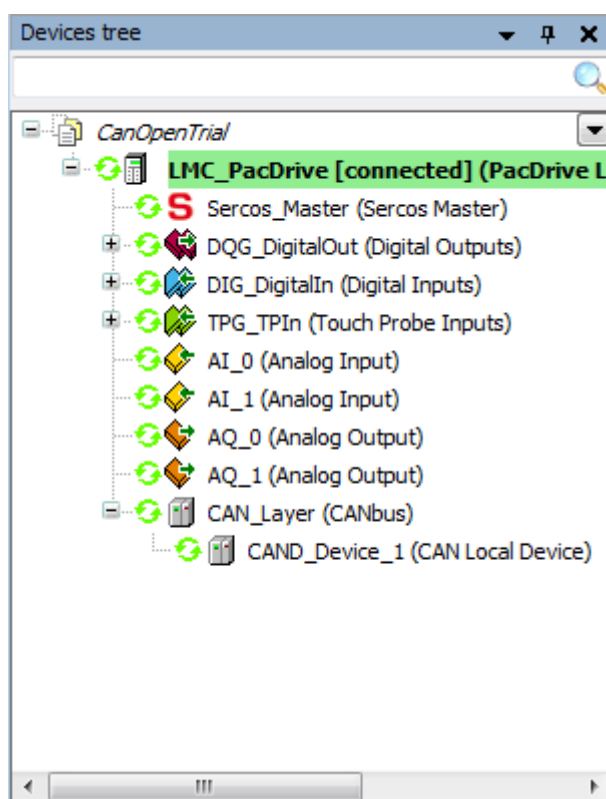 Devices tree
CanOpenTrial
LMC_PacDrive [connected] (PacDrive L
S Sercos_Master (Sercos Master)
DQG_DigitalOut (Digital Outputs)
DIG_DigitalIn (Digital Inputs)
TPG_TPIn (Touch Probe Inputs)
AI_0 (Analog Input)
AI_1 (Analog Input)
AQ_0 (Analog Output)
AQ_1 (Analog Output)
CAN_Layer (CANbus)
CAND_Device_1 (CAN Local Device)